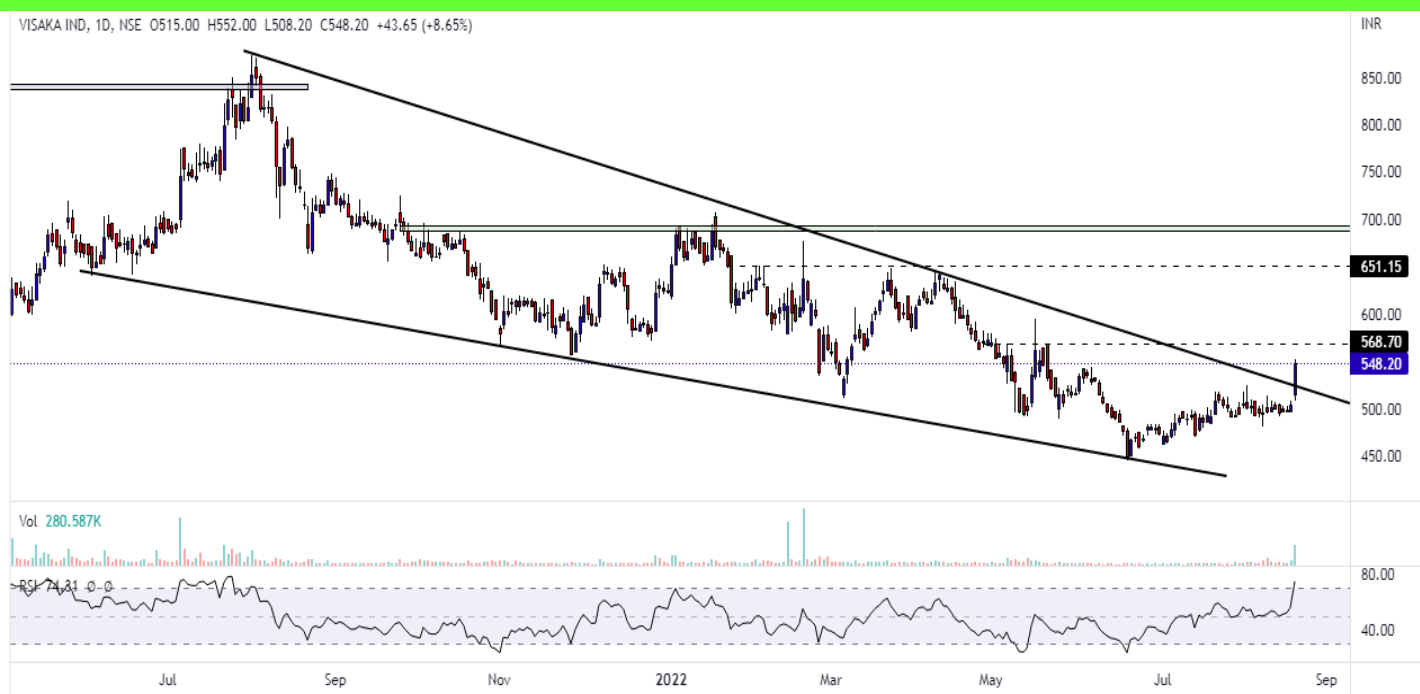 VISAKA IND, 1D, NSE O515.00 H552.00 L508.20 C548.20 +43.65 (+8.65%)
INR
850.00
800.00
750.00
700.00
651.15
600.00
568.70
548.20
500.00
450.00
Vol 280.587K
RSI 74.31 ∅ ∅
80.00
40.00
Jul Sep Nov 2022 Mar May Jul Sep